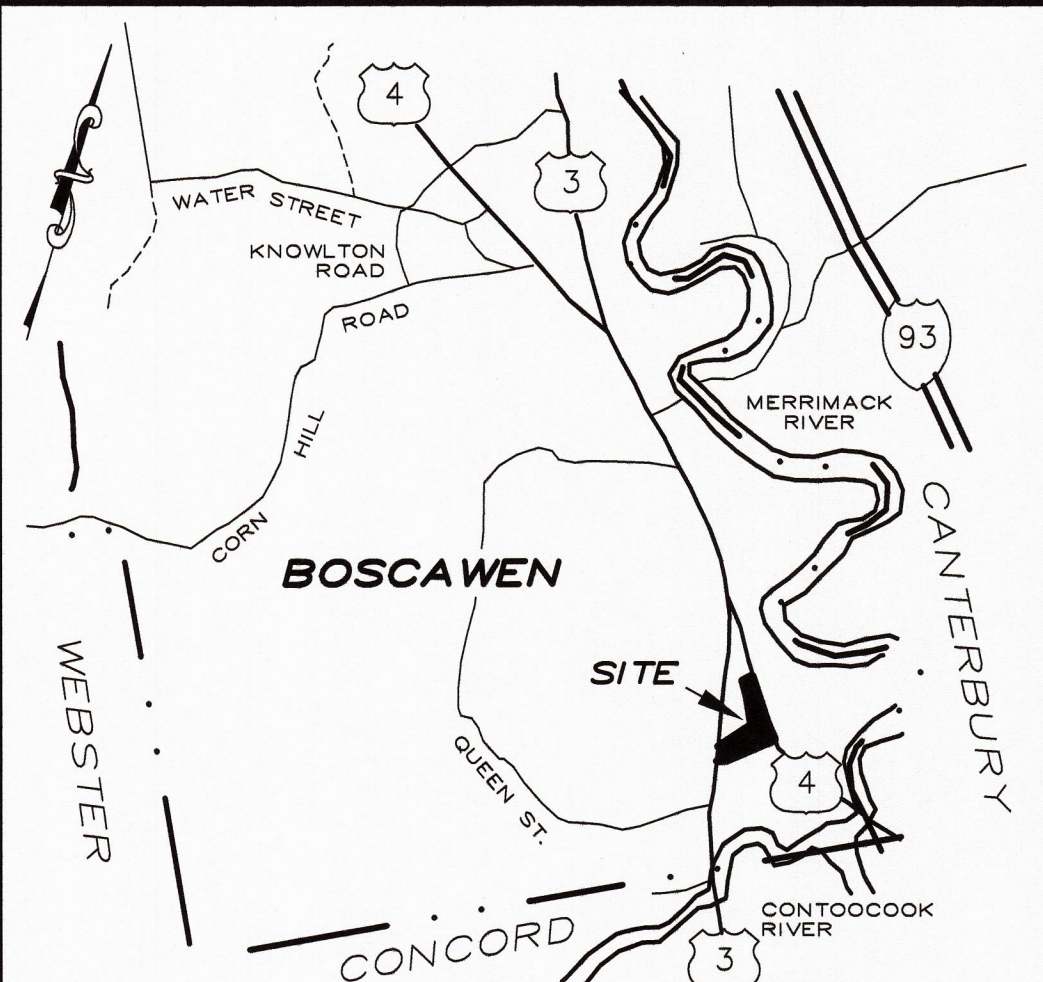 4
3
WATER STREET
KNOWLTON
ROAD
ROAD
93
MERRIMACK
RIVER
HILL
CORN
CANTERBURY
BOSCAWEN
WEBSTER
SITE
QUEEN ST.
4
CONTOOCOOK
RIVER
CONCORD
3